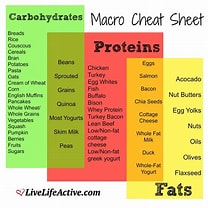 Carbohydrates
Macro Cheat Sheet
Breads
Rice
Couscous
Cereals
Bran
Potatoes
Pasta
Oats
Cream of Wheat
Corn
English Muffins
Pancakes
Whole Wheat/
Whole Grains
Vegetables
Squash
Pumpkin
Fruits
Sugars
Beans
Sprouted
Grains
Quinoa
Most Yogurts
Skim Milk
Peas
Proteins
Chicken
Turkey
Egg Whites
Fish
Buffalo
Bison
Whey Protein
Turkey Bacon
Lean Beef
Low/Non-fat
cottage
cheese
Low/Non-fat
greek yogurt
Eggs
Salmon
Bacon
Chia Seeds
Cottage
Cheese
Whole Fat
Milk
Duck
Whole-Fat
Yogurt
Acocado
Nut Butters
Egg Yolks
Nuts
Oils
Olives
Flaxseed
Fats
LiveLifeActive.com